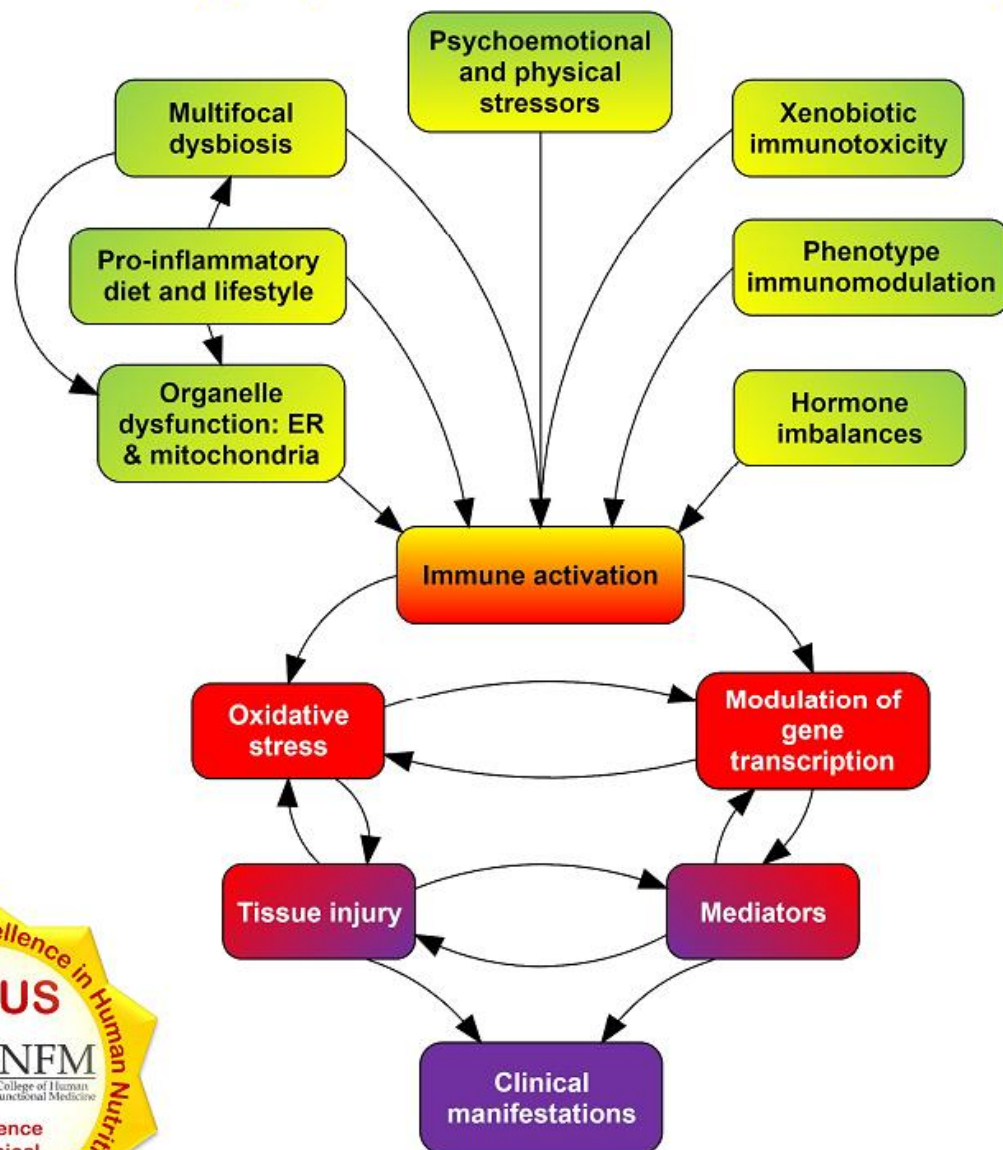 Psychoemotional
and physical
stressors
Multifocal
dysbiosis
Xenobiotic
immunotoxicity
Pro-inflammatory
diet and lifestyle
Phenotype
immunomodulation
Organelle
dysfunction: ER
& mitochondria
Hormone
imbalances
Immune activation
Oxidative
stress
Modulation of
gene
transcription
Tissue injury
Mediators
Clinical
manifestations
in Human
US
NFM
College of Human